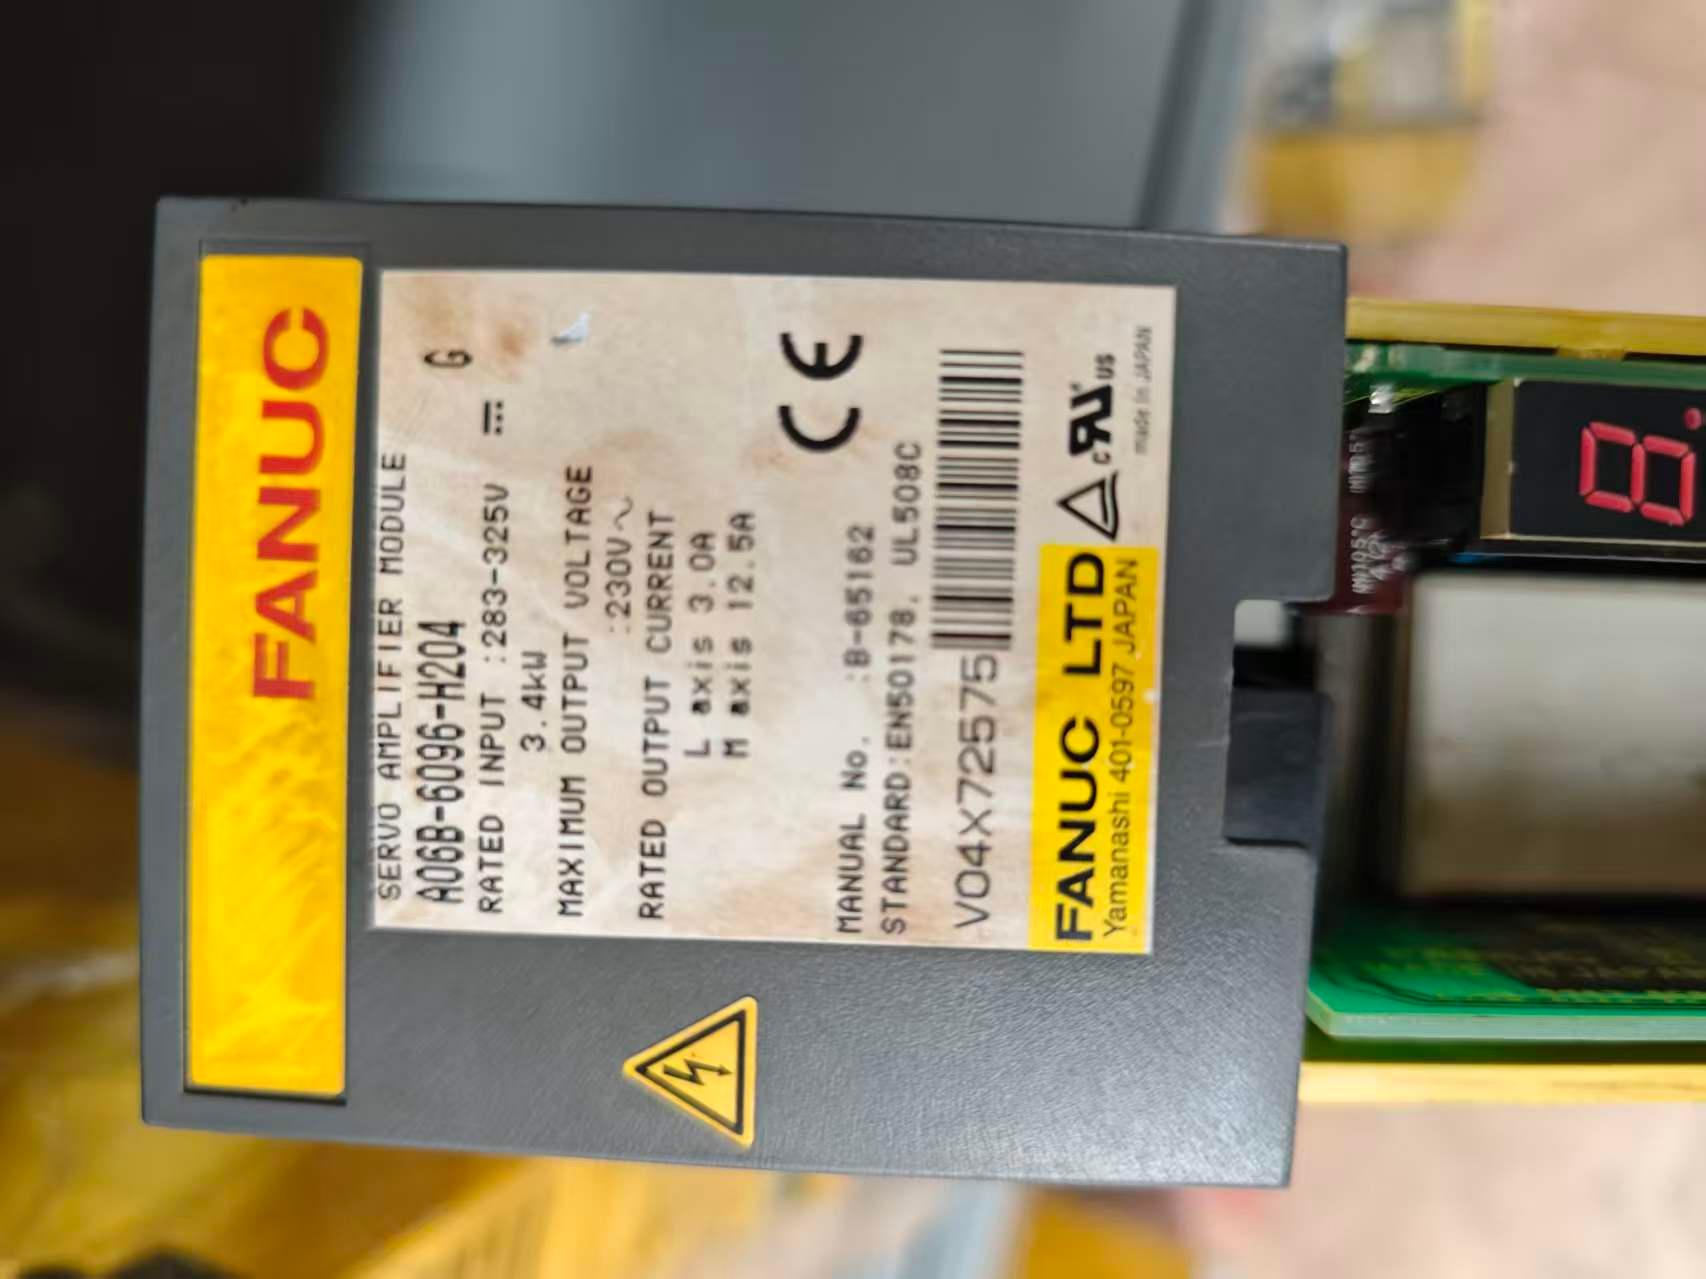 FANUC
SERVO AMPLIFIER MODULE
A06B-6096-H204 G
RATED INPUT :283-325V ⎓
3.4kW
MAXIMUM OUTPUT VOLTAGE
:230V~
RATED OUTPUT CURRENT
L axis 3.0A
M axis 12.5A
CE
MANUAL No. :B-65162
STANDARD:EN50178, UL508C
V04X72575
FANUC LTD
c US
Yamanashi 401-0597 JAPAN
made in JAPAN
8.